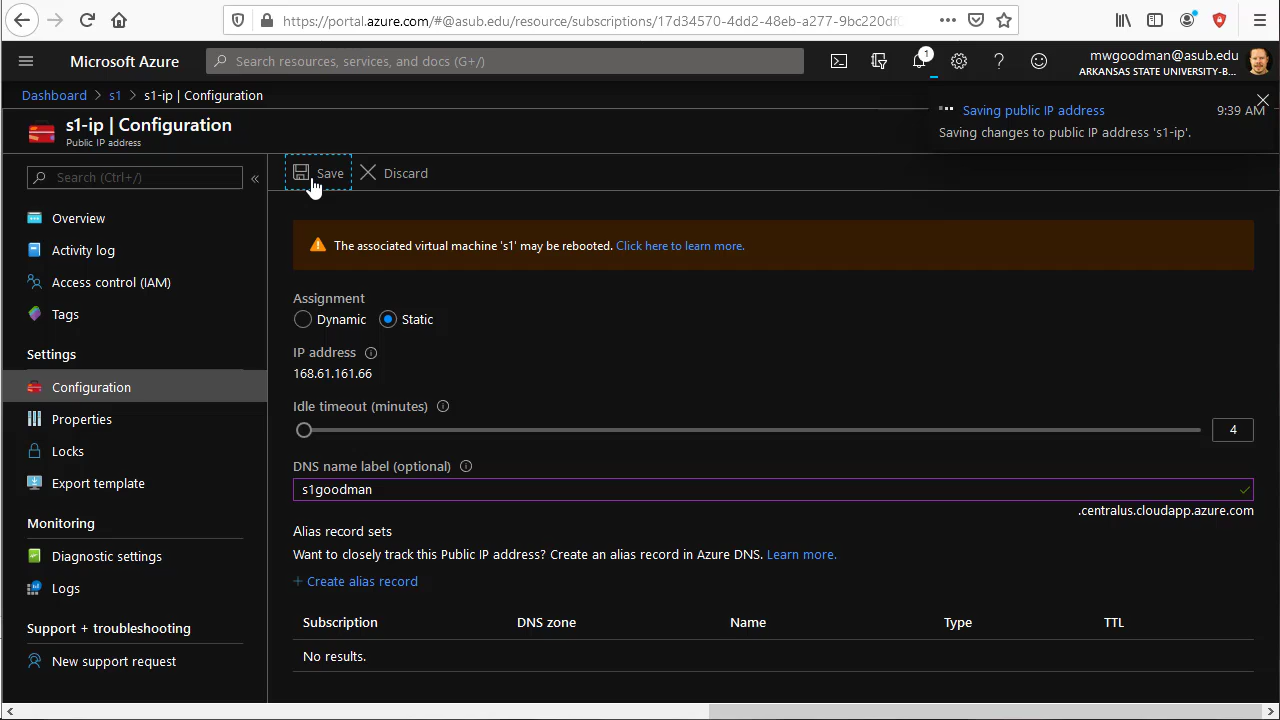 https://portal.azure.com/#@asub.edu/resource/subscriptions/17d34570-4dd2-48eb-a277-9bc220df
Microsoft Azure
Search resources, services, and docs (G+/)
1
mwgoodman@asub.edu
ARKANSAS STATE UNIVERSITY-B...
Dashboard > s1 > s1-ip | Configuration
s1-ip | Configuration
Public IP address
Saving public IP address 9:39 AM
Saving changes to public IP address 's1-ip'.
Search (Ctrl+/)
«
Overview
Activity log
Access control (IAM)
Tags
Settings
Configuration
Properties
Locks
Export template
Monitoring
Diagnostic settings
Logs
Support + troubleshooting
New support request
Save
Discard
The associated virtual machine 's1' may be rebooted. Click here to learn more.
Assignment
Dynamic
Static
IP address
168.61.161.66
Idle timeout (minutes)
4
DNS name label (optional)
s1goodman
.centralus.cloudapp.azure.com
Alias record sets
Want to closely track this Public IP address? Create an alias record in Azure DNS. Learn more.
+ Create alias record
Subscription DNS zone Name Type TTL
No results.